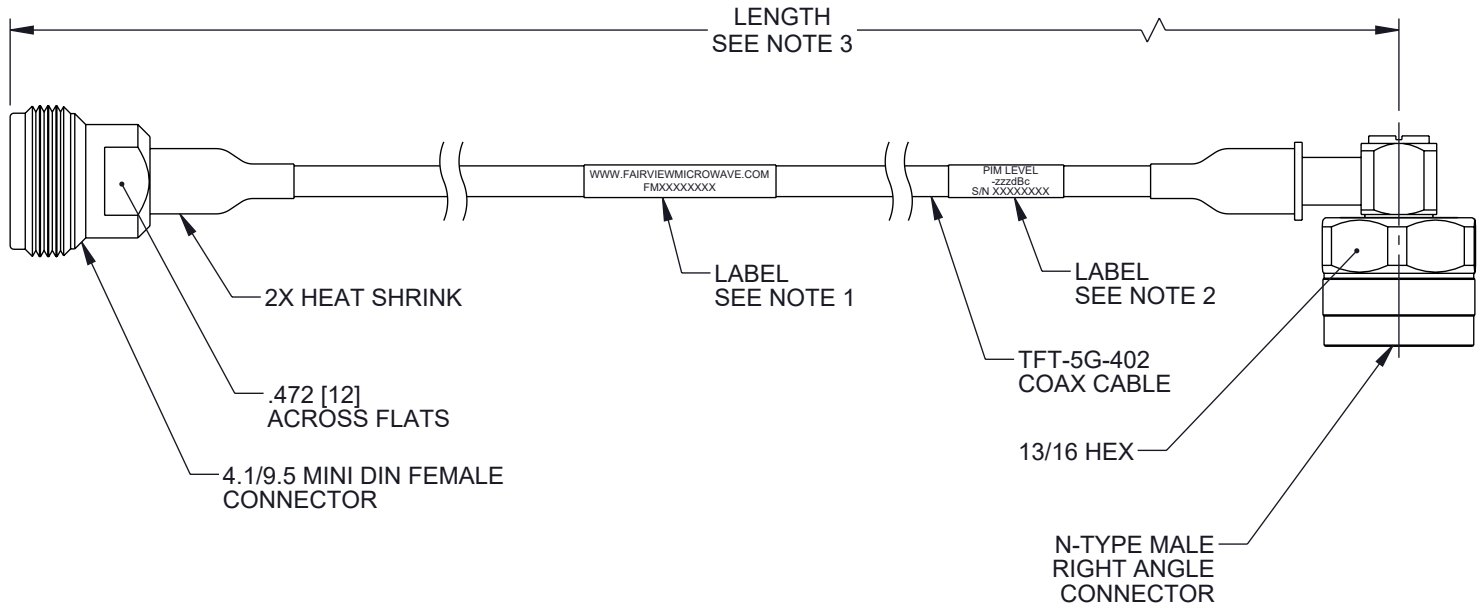 LENGTH
SEE NOTE 3
WWW.FAIRVIEWMICROWAVE.COM
FMXXXXXXXX
PIM LEVEL
-zzzdBc
S/N XXXXXXXX
2X HEAT SHRINK
LABEL
SEE NOTE 1
LABEL
SEE NOTE 2
TFT-5G-402
COAX CABLE
.472 [12]
ACROSS FLATS
13/16 HEX
4.1/9.5 MINI DIN FEMALE
CONNECTOR
N-TYPE MALE
RIGHT ANGLE
CONNECTOR